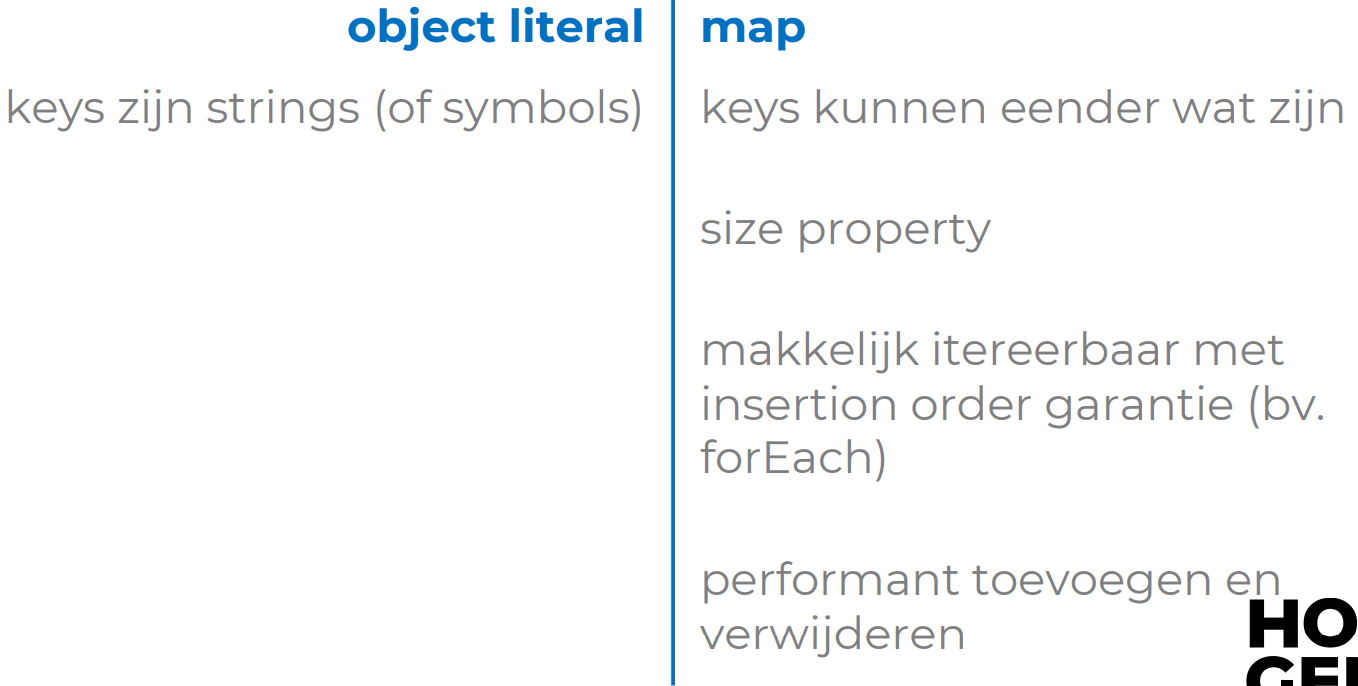 object literal
map
keys zijn strings (of symbols)
keys kunnen eender wat zijn
size property
makkelijk itereerbaar met
insertion order garantie (bv.
forEach)
performant toevoegen en
verwijderen
HO